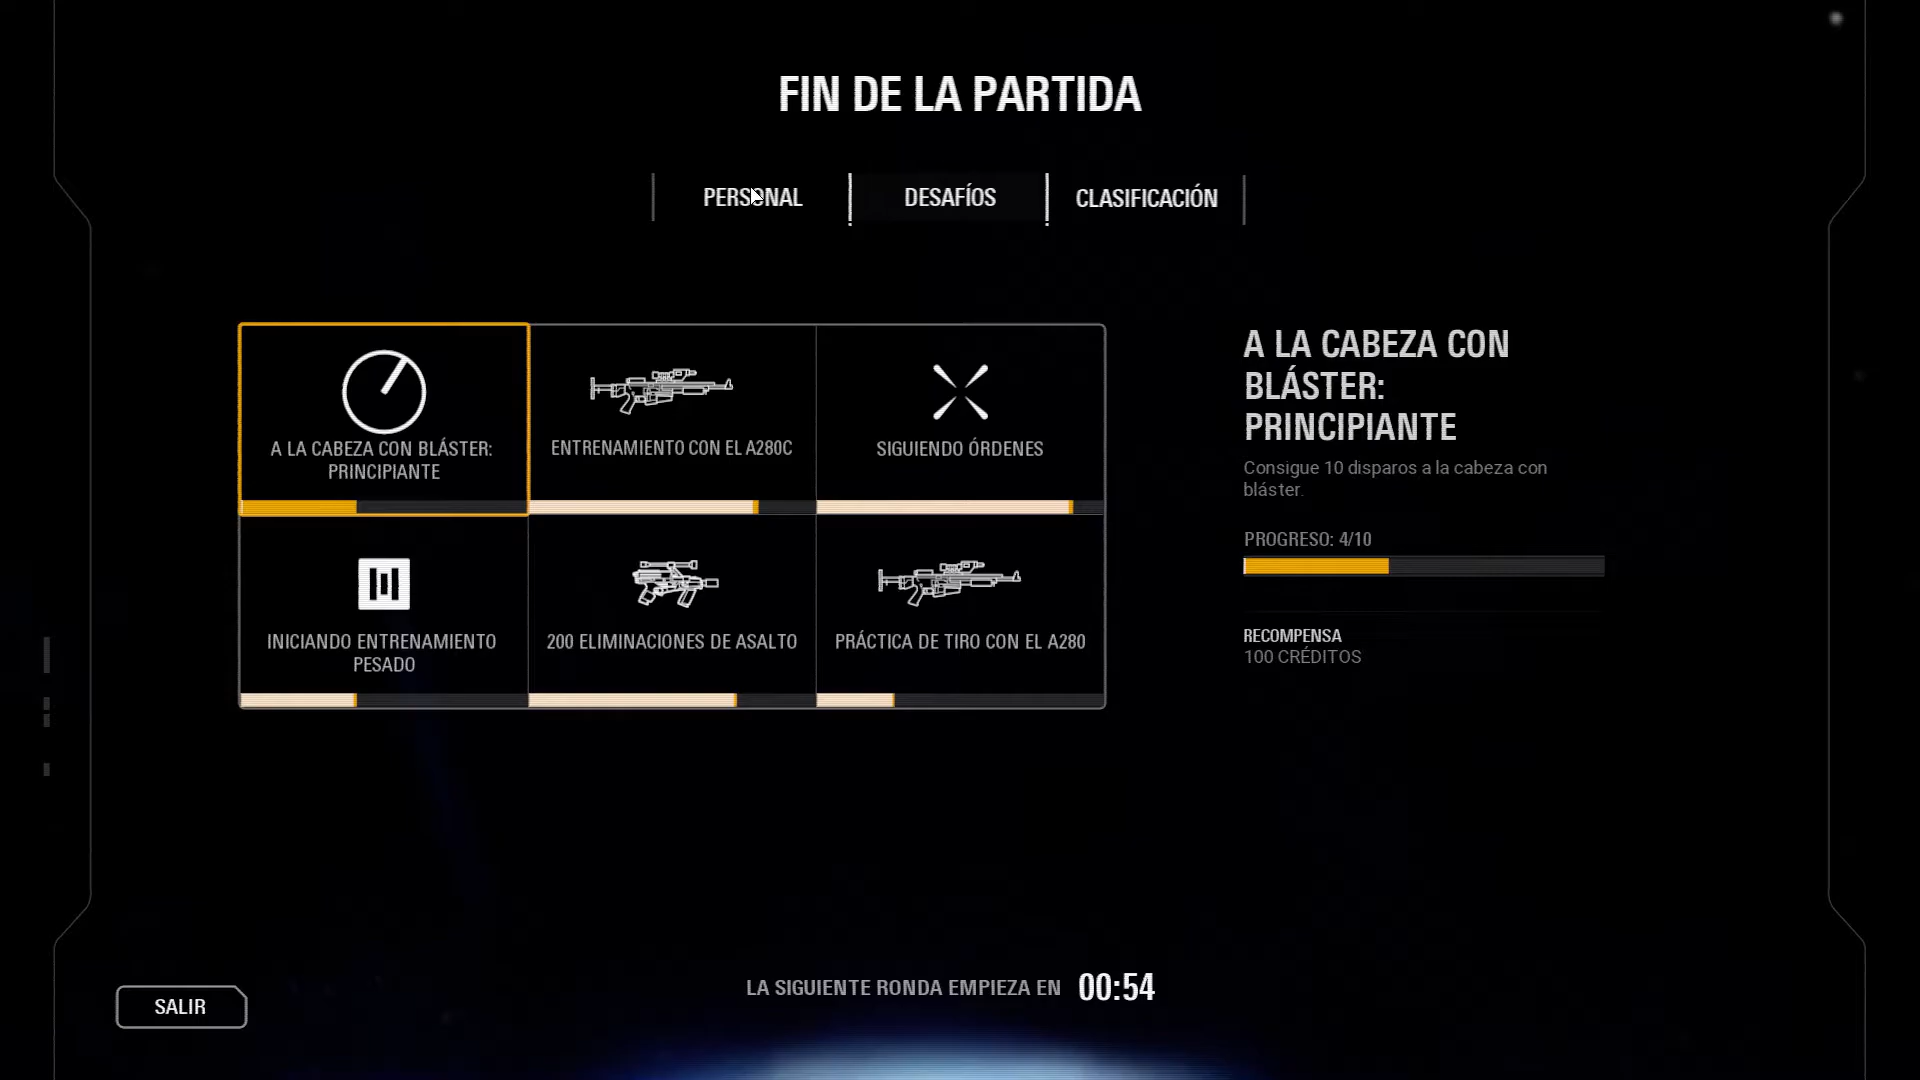 FIN DE LA PARTIDA
PERSONAL
DESAFÍOS
CLASIFICACIÓN
A LA CABEZA CON BLÁSTER:
PRINCIPIANTE
ENTRENAMIENTO CON EL A280C
SIGUIENDO ÓRDENES
INICIANDO ENTRENAMIENTO
PESADO
200 ELIMINACIONES DE ASALTO
PRÁCTICA DE TIRO CON EL A280
A LA CABEZA CON
BLÁSTER:
PRINCIPIANTE
Consigue 10 disparos a la cabeza con
bláster.
PROGRESO: 4/10
RECOMPENSA
100 CRÉDITOS
LA SIGUIENTE RONDA EMPIEZA EN 00:54
SALIR